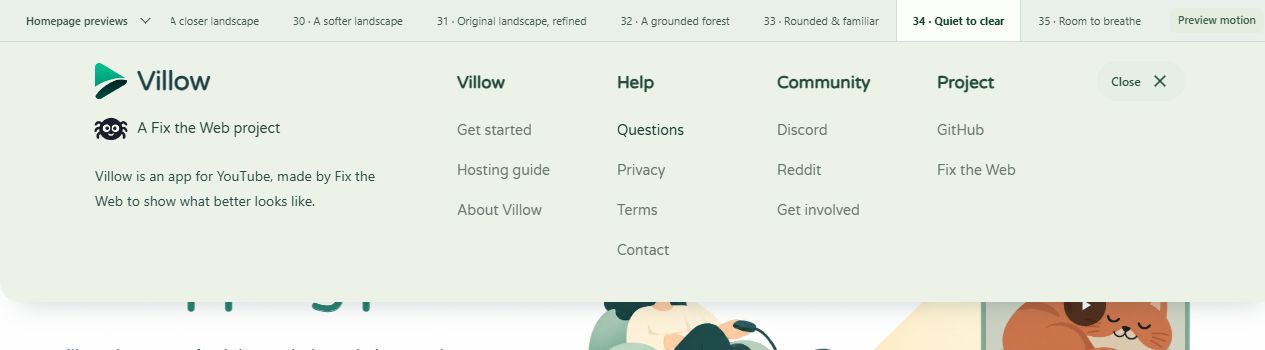 Homepage previews
A closer landscape
30 · A softer landscape
31 · Original landscape, refined
32 · A grounded forest
33 · Rounded & familiar
34 · Quiet to clear
35 · Room to breathe
Preview motion
Villow
A Fix the Web project
Villow is an app for YouTube, made by Fix the
Web to show what better looks like.
Villow
Get started
Hosting guide
About Villow
Help
Questions
Privacy
Terms
Contact
Community
Discord
Reddit
Get involved
Project
GitHub
Fix the Web
Close